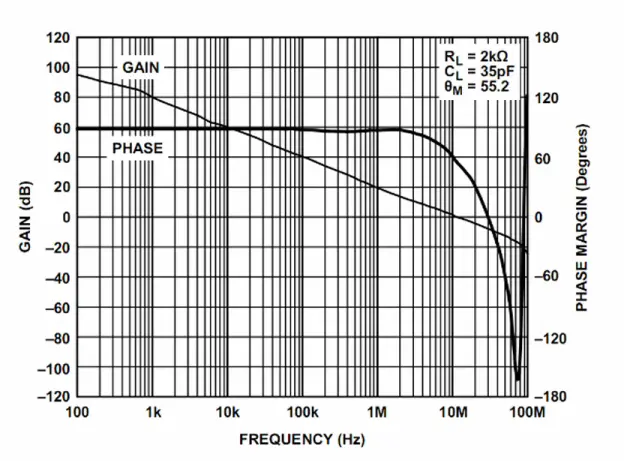 120
100
80
60
40
20
0
–20
–40
–60
–80
–100
–120
GAIN (dB)
GAIN
PHASE
R_L = 2kΩ
C_L = 35pF
θ_M = 55.2
180
120
60
0
–60
–120
–180
PHASE MARGIN (Degrees)
100 1k 10k 100k 1M 10M 100M
FREQUENCY (Hz)